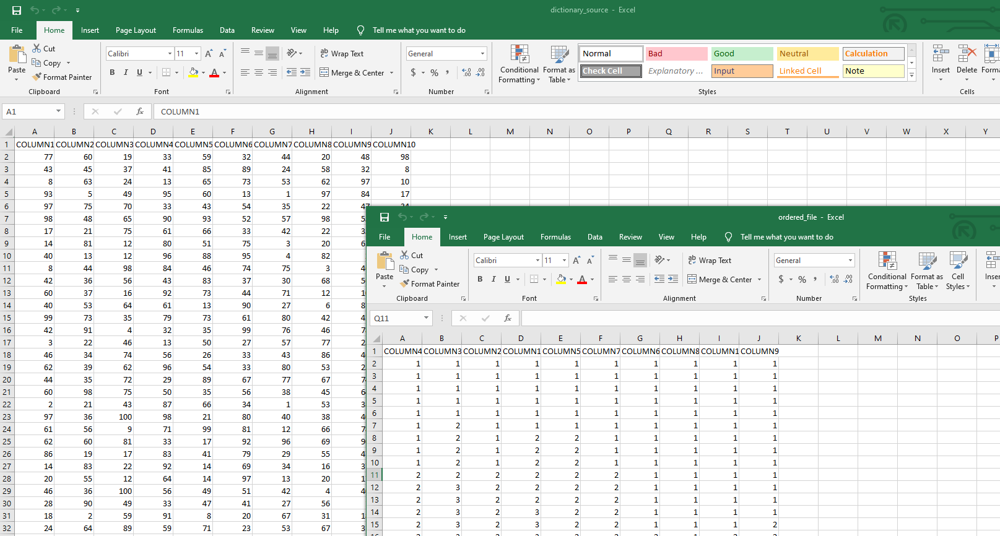 dictionary_source - Excel
File Home Insert Page Layout Formulas Data Review View Help Tell me what you want to do
Paste
Cut
Copy
Format Painter
Clipboard
Calibri 11
B I U
Font
Wrap Text
Merge & Center
Alignment
General
$ % ,
Number
Conditional Formatting
Format as Table
Normal Bad Good Neutral Calculation
Check Cell Explanatory ... Input Linked Cell Note
Styles
Insert Delete
Cells
A1 fx COLUMN1
A B C D E F G H I J K L M N O P Q R S T U V W X Y
1 COLUMN1 COLUMN2 COLUMN3 COLUMN4 COLUMN5 COLUMN6 COLUMN7 COLUMN8 COLUMN9 COLUMN10
2 77 60 19 33 59 32 44 20 48 98
3 43 45 37 41 85 89 24 58 32 8
4 8 63 24 13 65 73 53 62 97 10
5 93 5 49 95 60 13 1 97 84 17
6 97 75 70 33 43 54 35 22
7 98 48 65 90 93 52 57 98
8 17 21 75 61 66 33 42 22
9 14 81 12 80 51 75 3 20
10 40 13 12 96 88 95 4 82
11 8 44 98 84 46 74 75 3
12 42 36 56 43 83 37 30 68
13 60 37 16 92 73 44 71 12
14 40 53 64 61 13 90 27 6
15 99 73 35 79 73 61 80 42
16 42 91 4 32 35 99 76 46
17 3 22 46 13 50 27 57 77
18 46 34 74 56 26 33 43 86
19 62 39 62 96 54 33 80 53
20 44 35 72 29 89 67 77 67
21 60 98 75 50 35 56 38 45
22 2 21 43 87 66 34 1 53
23 97 36 100 98 21 80 40 38
24 61 56 9 71 99 81 12 66
25 62 60 81 33 17 92 96 69
26 86 19 17 83 41 79 29 55
27 14 83 22 92 14 69 34 16
28 20 55 12 64 14 97 13 20
29 46 36 100 56 49 51 42 4
30 28 90 49 33 47 41 27 56
31 18 2 59 91 8 20 67 31
32 24 64 89 59 71 23 53 67
ordered_file - Excel
File Home Insert Page Layout Formulas Data Review View Help Tell me what you want to do
Paste
Cut
Copy
Format Painter
Clipboard
Calibri 11
B I U
Font
Wrap Text
Merge & Center
Alignment
General
$ % ,
Number
Conditional Formatting
Format as Table
Cell Styles
Styles
Q11 fx
A B C D E F G H I J K L M N O P
1 COLUMN4 COLUMN3 COLUMN2 COLUMN1 COLUMN5 COLUMN7 COLUMN6 COLUMN8 COLUMN1 COLUMN9
2 1 1 1 1 1 1 1 1 1 1
3 1 1 1 1 1 1 1 1 1 1
4 1 1 1 1 1 1 1 1 1 1
5 1 1 1 1 1 1 1 1 1 1
6 1 1 1 1 1 1 1 1 1 1
7 1 2 1 1 1 1 1 1 1 1
8 1 2 1 2 2 1 1 1 1 1
9 1 2 1 2 2 1 1 1 1 1
10 1 2 1 2 2 1 1 1 1 1
11 2 2 2 2 2 2 1 1 1 1
12 2 3 2 2 2 2 1 1 1 1
13 2 3 2 2 2 2 1 1 1 1
14 2 3 2 3 2 2 1 1 1 1
15 2 3 2 3 2 2 1 1 1 2